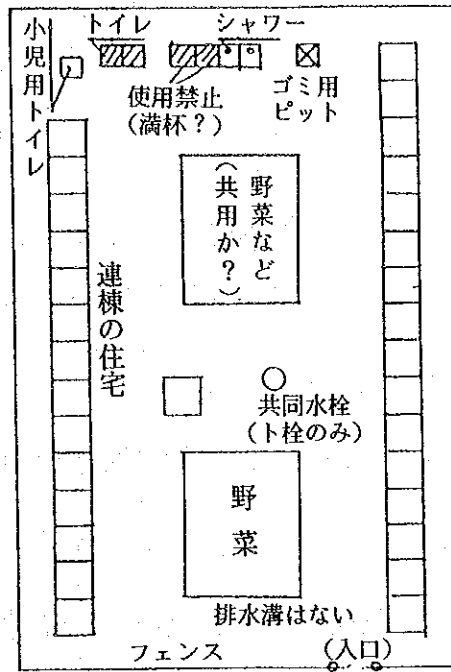 小児用トイレ
トイレ
シャワー
使用禁止
(満杯?)
ゴミ用
ピット
野菜など
(共用か?)
連棟の住宅
共同水栓
(ト栓のみ)
野菜
排水溝はない
フェンス
(入口)